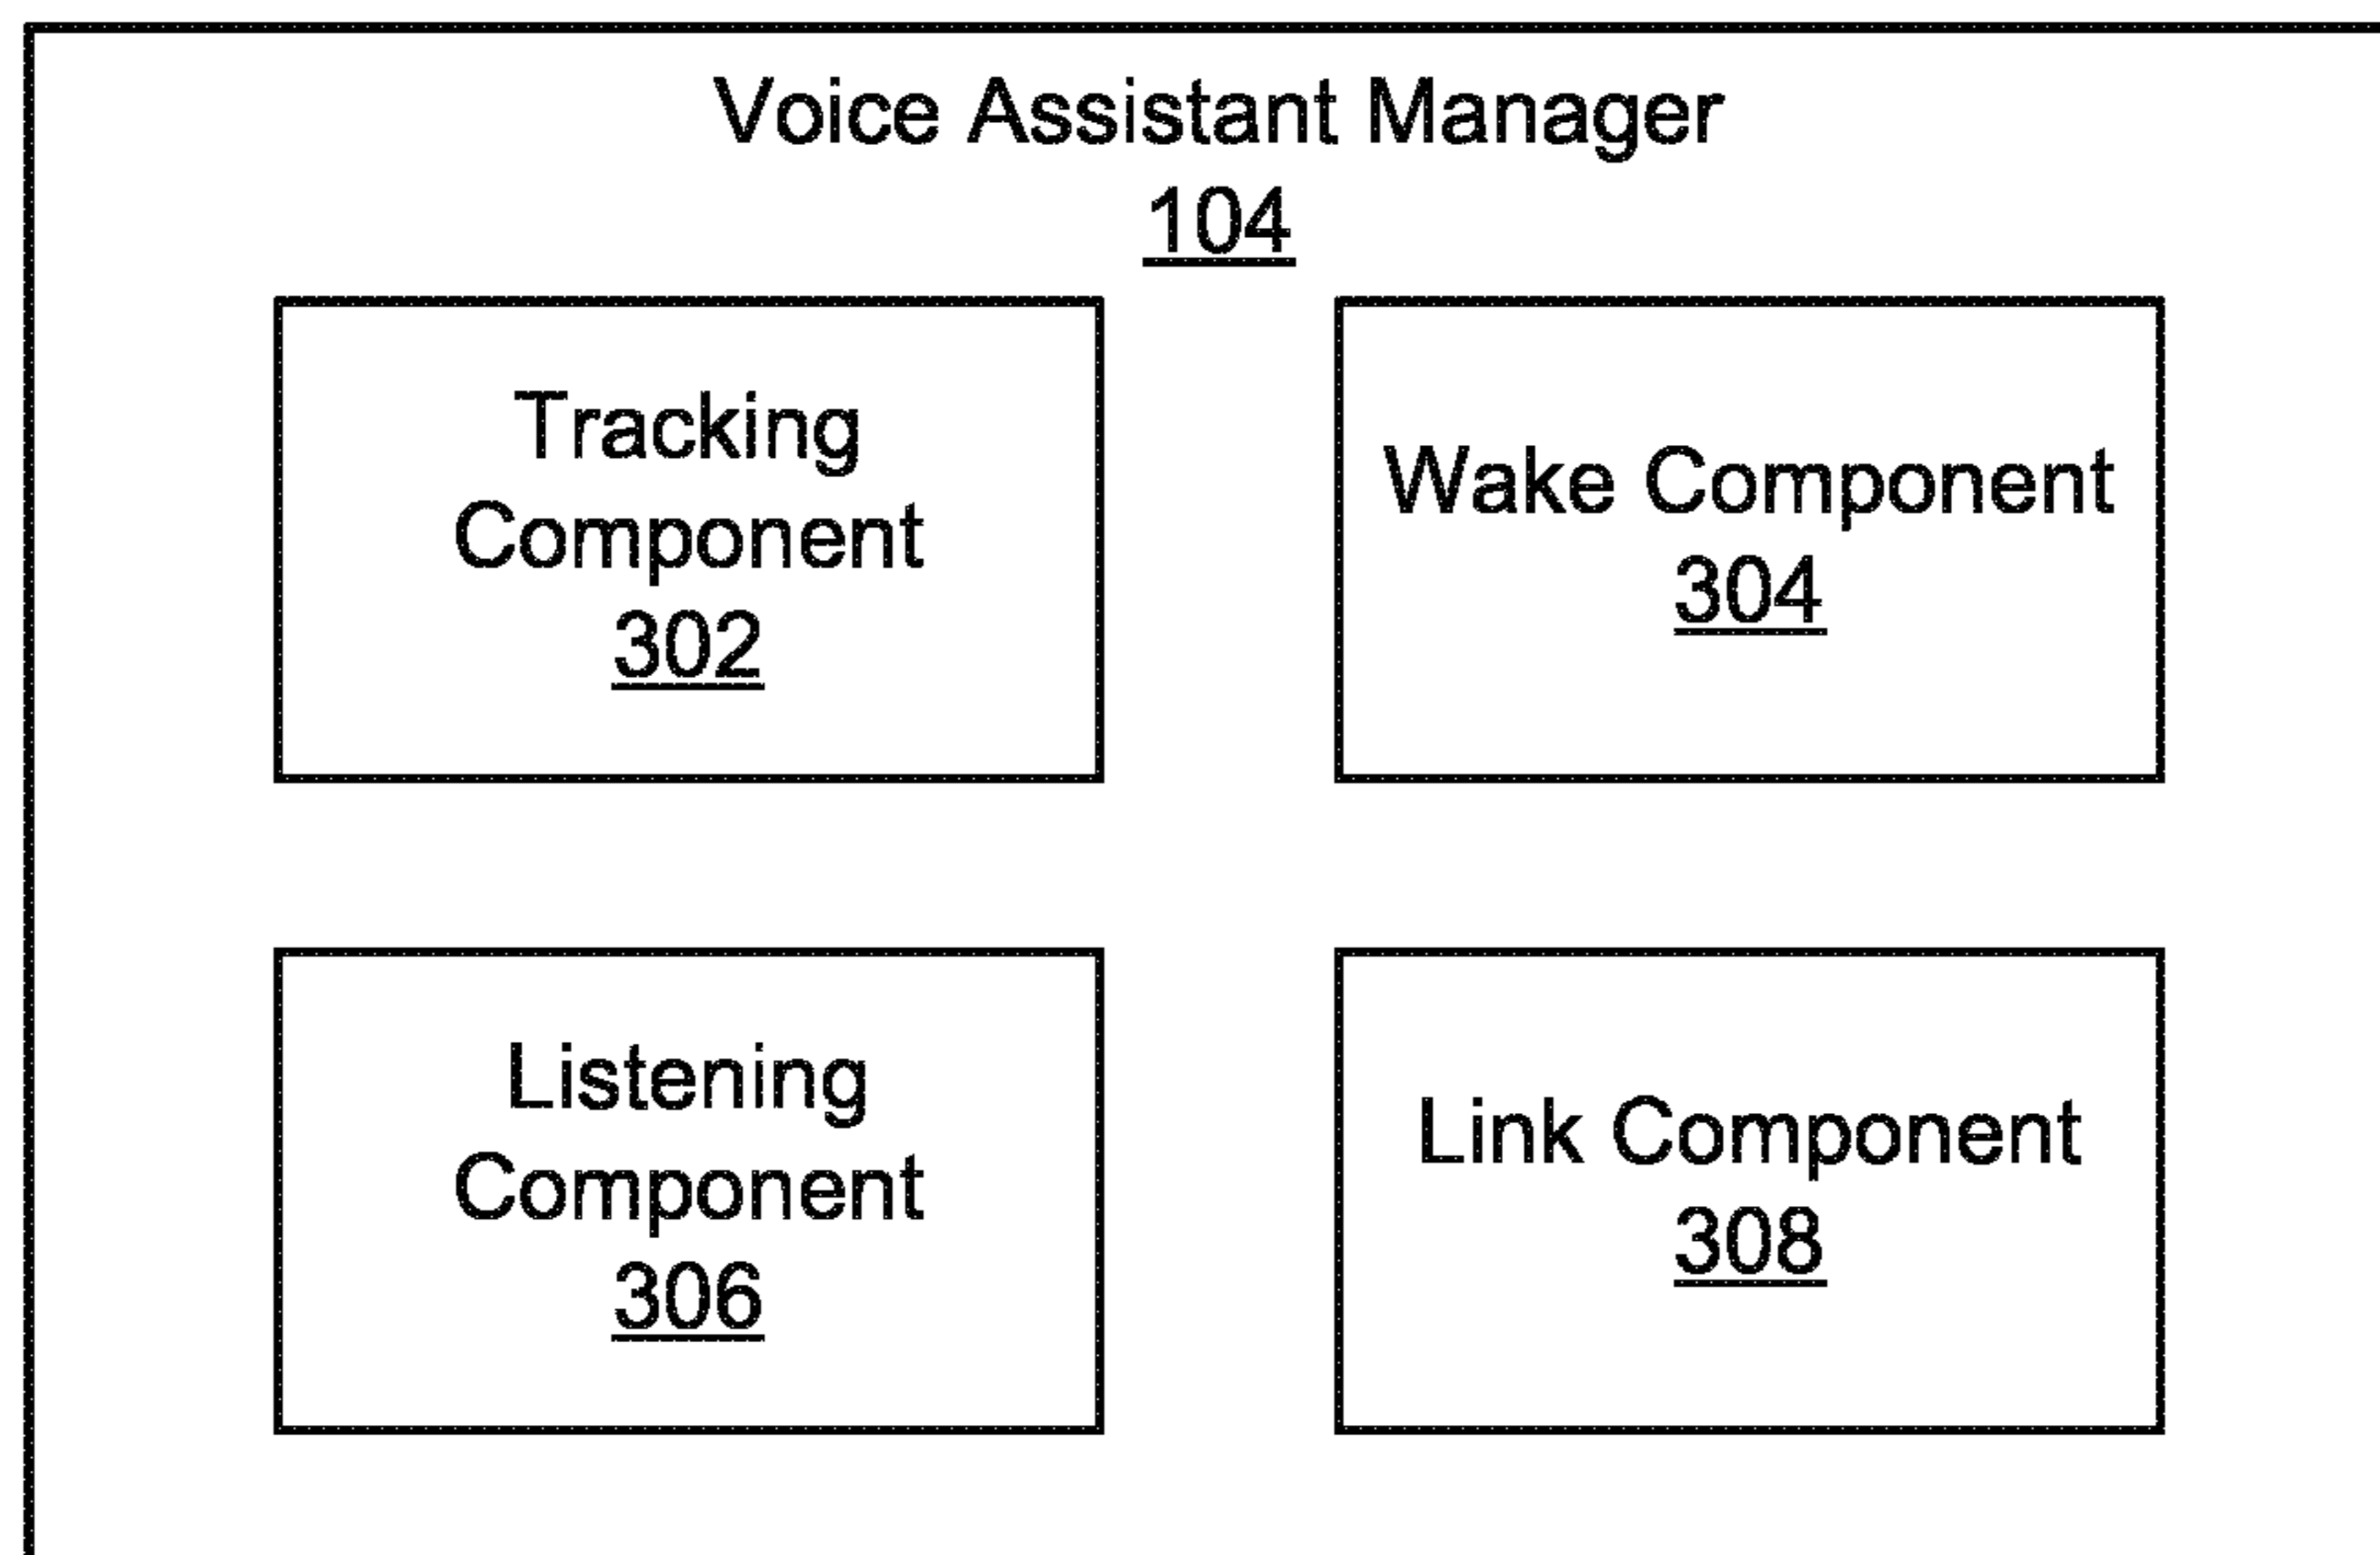 Voice Assistant Manager
104
Tracking
Component
302
Wake Component
304
Listening
Component
306
Link Component
308